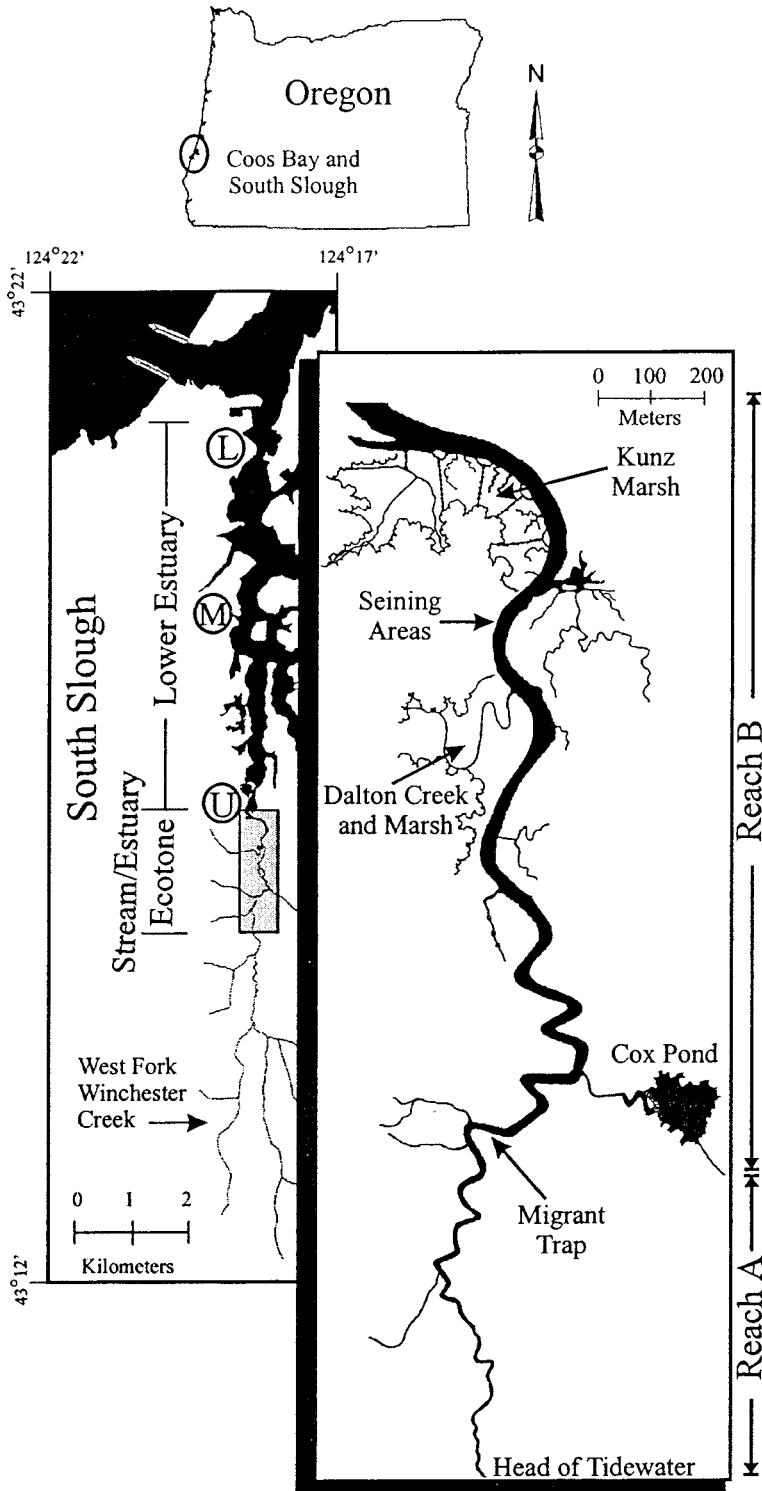 Oregon
N
Coos Bay and
South Slough
124°22'
124°17'
43°22'
0 100 200
Meters
L
Kunz
Marsh
M
Seining
Areas
South Slough
Lower Estuary
Reach B
Dalton Creek
and Marsh
U
Stream/Estuary
Ecotone
Cox Pond
West Fork
Winchester
Creek
Migrant
Trap
0 1 2
Kilometers
43°12'
Reach A
Head of Tidewater